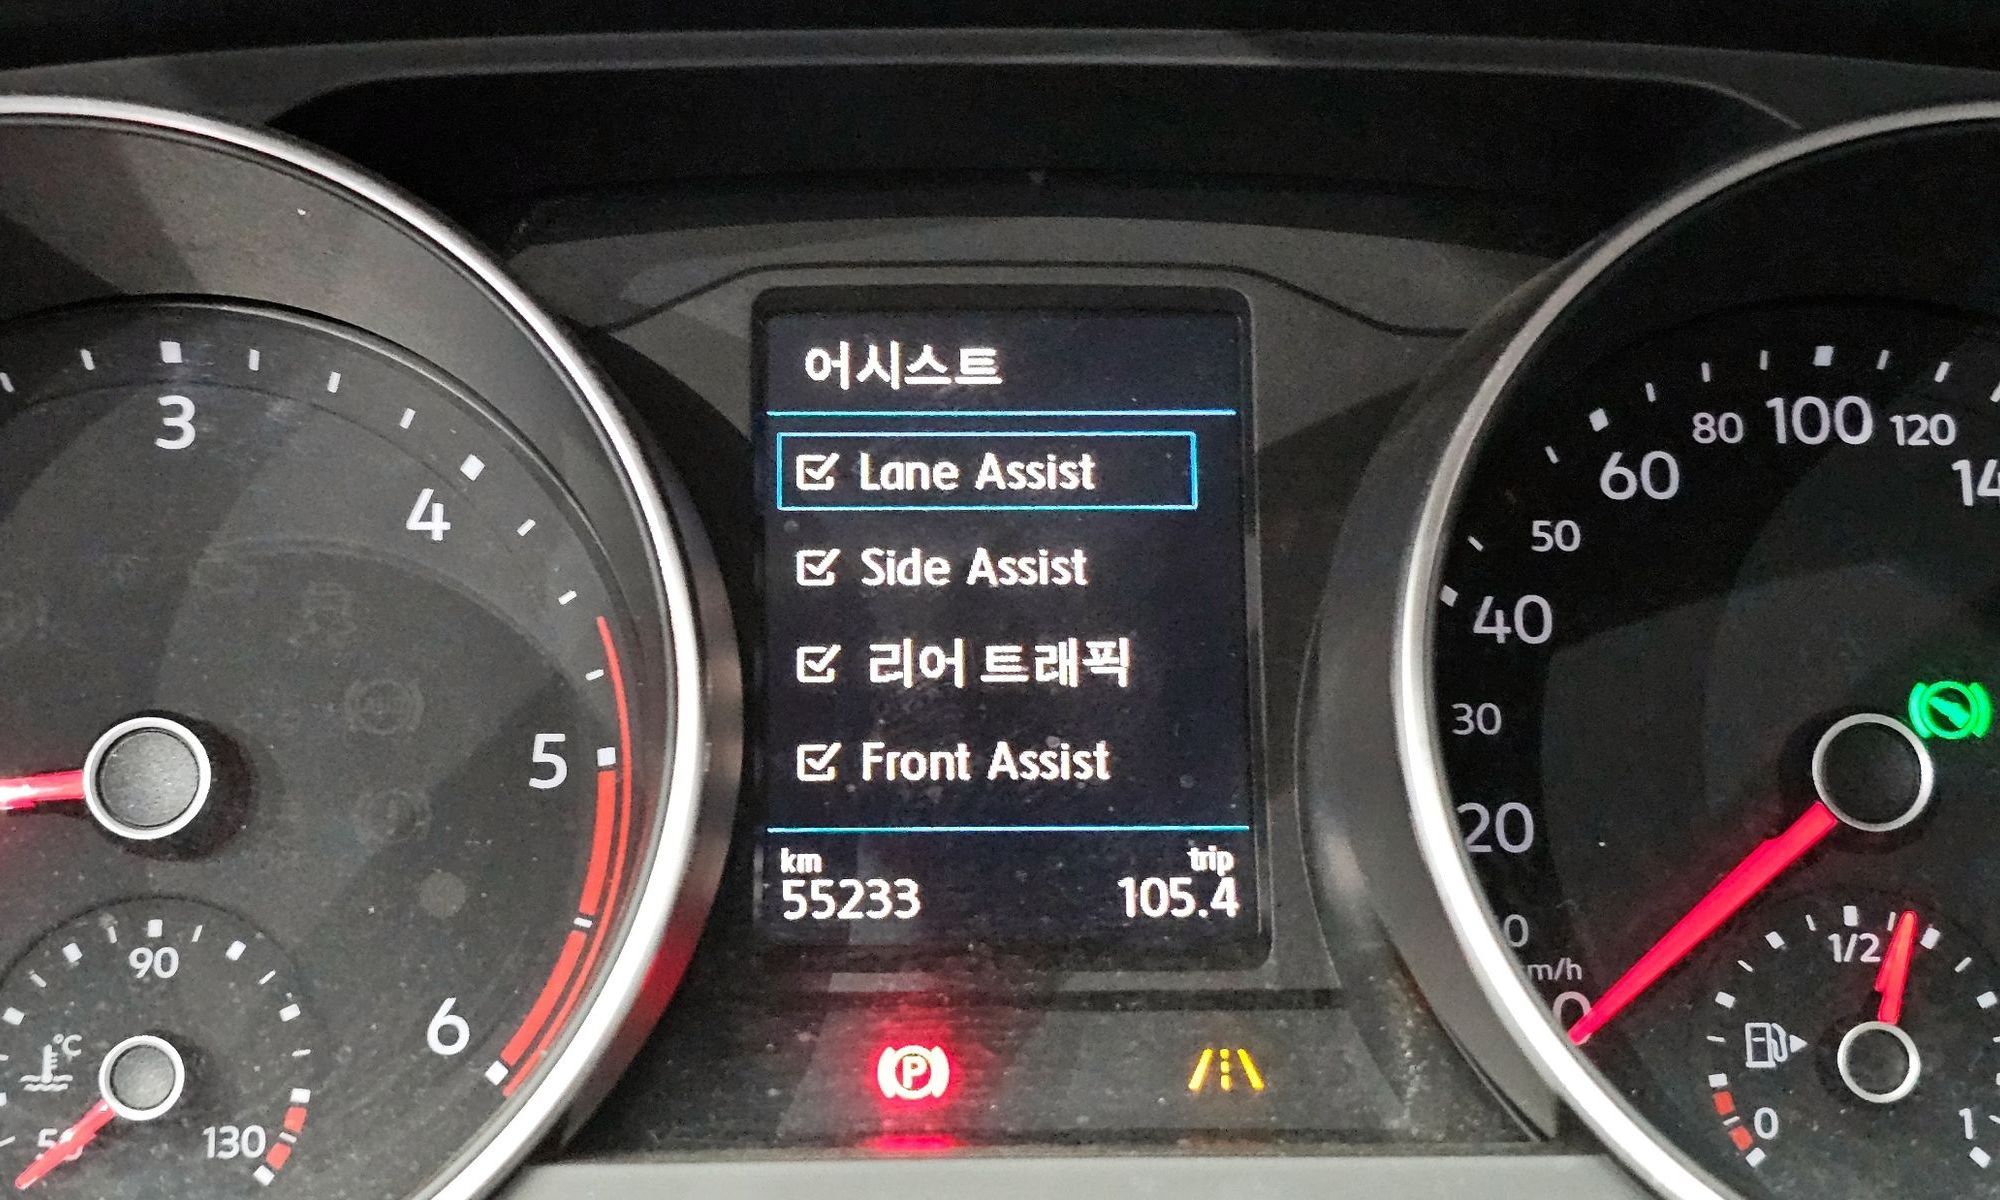 어시스트
Lane Assist
Side Assist
리어 트래픽
Front Assist
km
trip
55233
105.4
3
4
5
6
90
°C
130
20
30
40
50
60
80
100
120
0
P
1/2
0
1